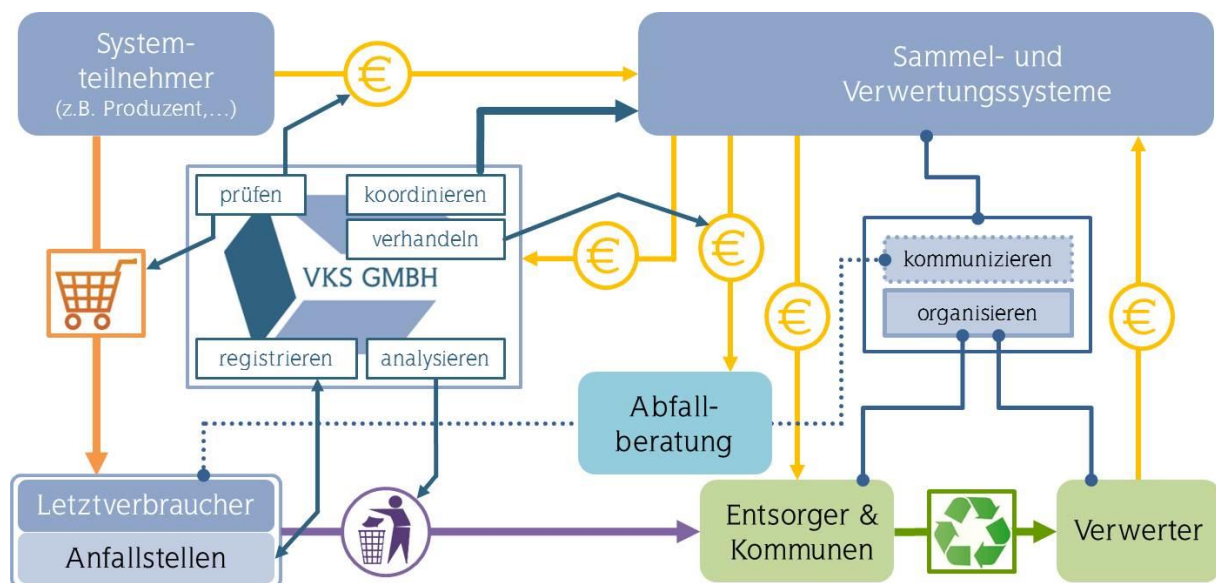 System-
teilnehmer
(z.B. Produzent,...)
€
Sammel- und
Verwertungssysteme
prüfen
koordinieren
verhandeln
€
€
VKS GMBH
kommunizieren
organisieren
€
€
registrieren
analysieren
Abfall-
beratung
Letztverbraucher
Anfallstellen
Entsorger &
Kommunen
Verwerter